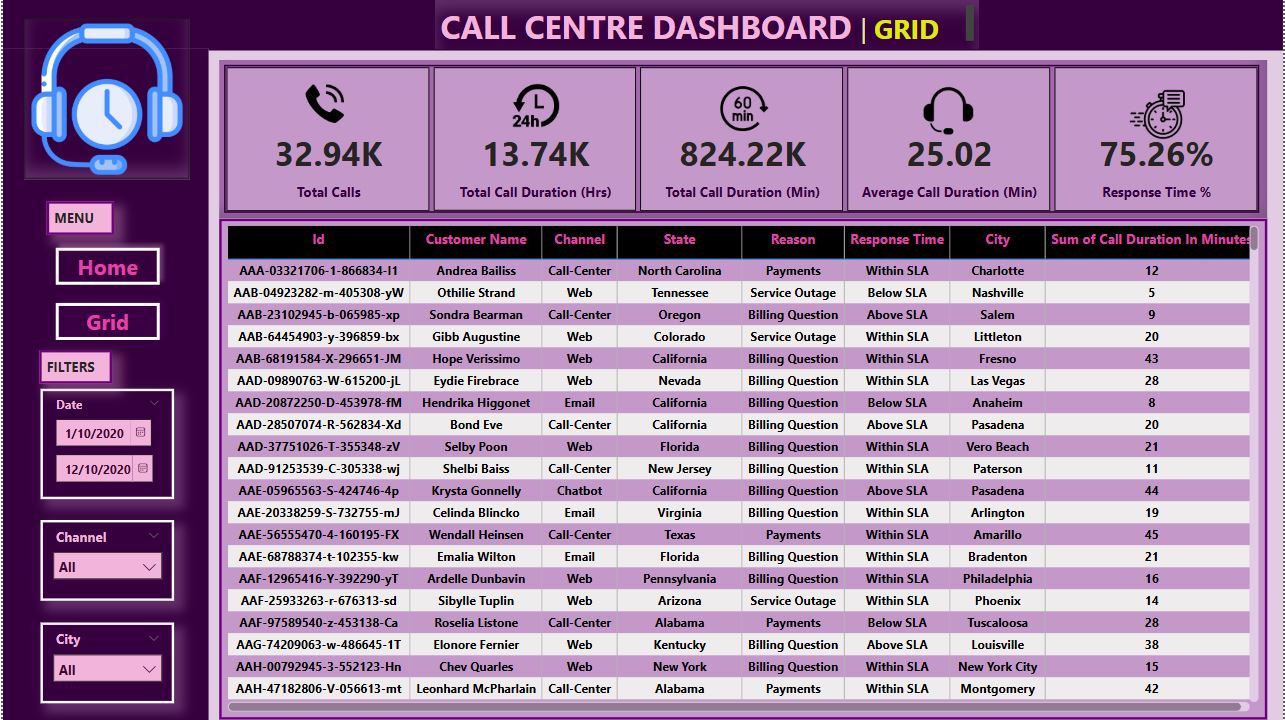 CALL CENTRE DASHBOARD | GRID
24h
60 min
32.94K
Total Calls
13.74K
Total Call Duration (Hrs)
824.22K
Total Call Duration (Min)
25.02
Average Call Duration (Min)
75.26%
Response Time %
MENU
Home
Grid
FILTERS
Date
1/10/2020
12/10/2020
Channel
All
City
All
Id Customer Name Channel State Reason Response Time City Sum of Call Duration In Minutes
AAA-03321706-1-866834-l1 Andrea Bailiss Call-Center North Carolina Payments Within SLA Charlotte 12
AAB-04923282-m-405308-yW Othilie Strand Web Tennessee Service Outage Below SLA Nashville 5
AAB-23102945-b-065985-xp Sondra Bearman Call-Center Oregon Billing Question Above SLA Salem 9
AAB-64454903-y-396859-bx Gibb Augustine Web Colorado Service Outage Within SLA Littleton 20
AAB-68191584-X-296651-JM Hope Verissimo Web California Billing Question Within SLA Fresno 43
AAD-09890763-W-615200-jL Eydie Firebrace Web Nevada Billing Question Within SLA Las Vegas 28
AAD-20872250-D-453978-fM Hendrika Higgonet Email California Billing Question Below SLA Anaheim 8
AAD-28507074-R-562834-Xd Bond Eve Call-Center California Billing Question Above SLA Pasadena 20
AAD-37751026-T-355348-zV Selby Poon Web Florida Billing Question Within SLA Vero Beach 21
AAD-91253539-C-305338-wj Shelbi Baiss Call-Center New Jersey Billing Question Within SLA Paterson 11
AAE-05965563-S-424746-4p Krysta Gonnelly Chatbot California Billing Question Above SLA Pasadena 44
AAE-20338259-S-732755-mJ Celinda Blincko Email Virginia Billing Question Within SLA Arlington 19
AAE-56555470-4-160195-FX Wendall Heinsen Call-Center Texas Payments Within SLA Amarillo 45
AAE-68788374-t-102355-kw Emalia Wilton Email Florida Billing Question Within SLA Bradenton 21
AAF-12965416-Y-392290-yT Ardelle Dunbavin Web Pennsylvania Billing Question Within SLA Philadelphia 16
AAF-25933263-r-676313-sd Sibylle Tuplin Web Arizona Service Outage Within SLA Phoenix 14
AAF-97589540-z-453138-Ca Roselia Listone Call-Center Alabama Payments Below SLA Tuscaloosa 28
AAG-74209063-w-486645-1T Elonore Fernier Web Kentucky Billing Question Above SLA Louisville 38
AAH-00792945-3-552123-Hn Chev Quarles Web New York Billing Question Within SLA New York City 15
AAH-47182806-V-056613-mt Leonhard McPharlain Call-Center Alabama Payments Within SLA Montgomery 42